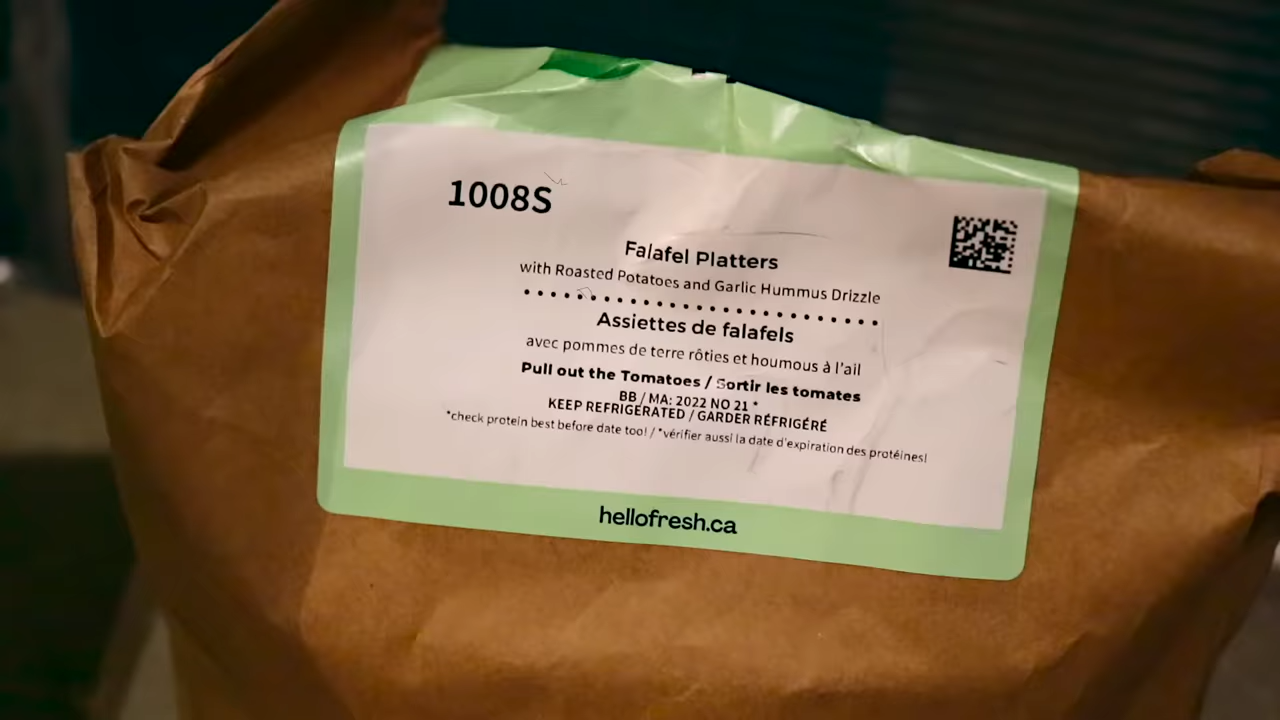 1008S
Falafel Platters
with Roasted Potatoes and Garlic Hummus Drizzle
Assiettes de falafels
avec pommes de terre rôties et houmous à l'ail
Pull out the Tomatoes / Sortir les tomates
BB / MA: 2022 NO 21 *
KEEP REFRIGERATED / GARDER RÉFRIGÉRÉ
*check protein best before date too! / *vérifier aussi la date d'expiration des protéines!
hellofresh.ca